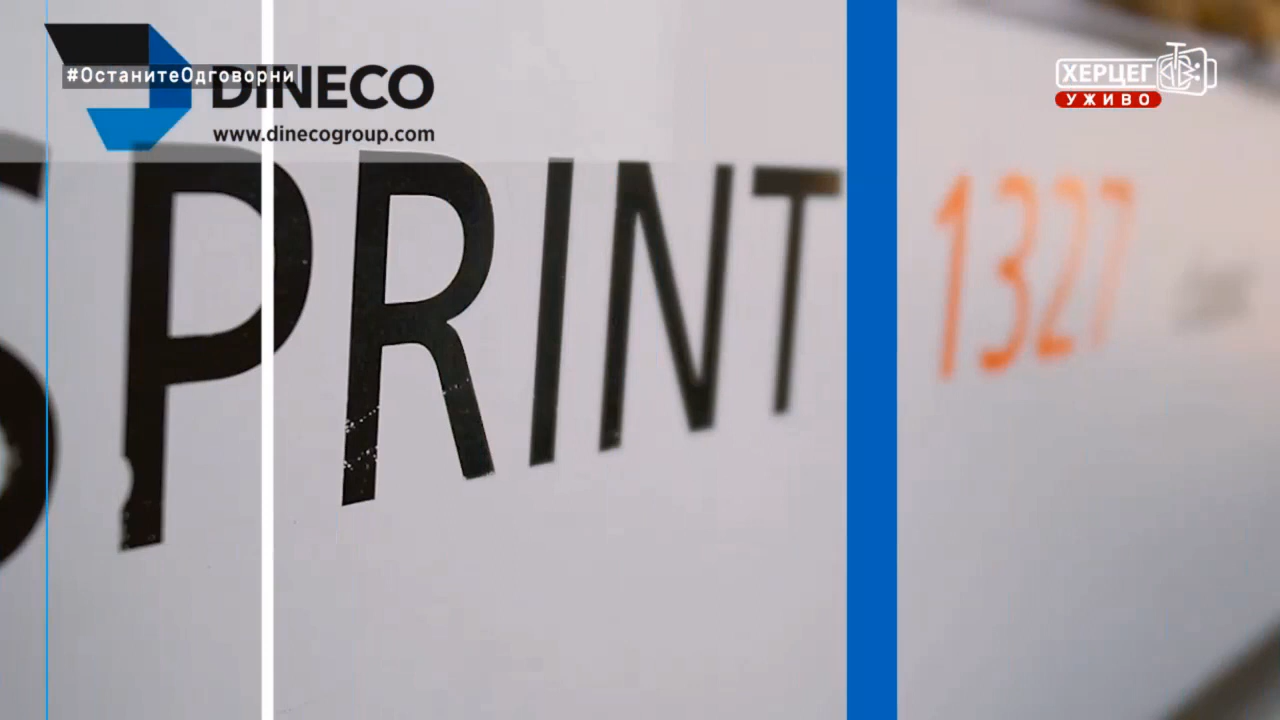 #ОстанитеОдговорни
DINECO
www.dinecogroup.com
ХЕРЦЕГ
УЖИВО
SPRINT
1327